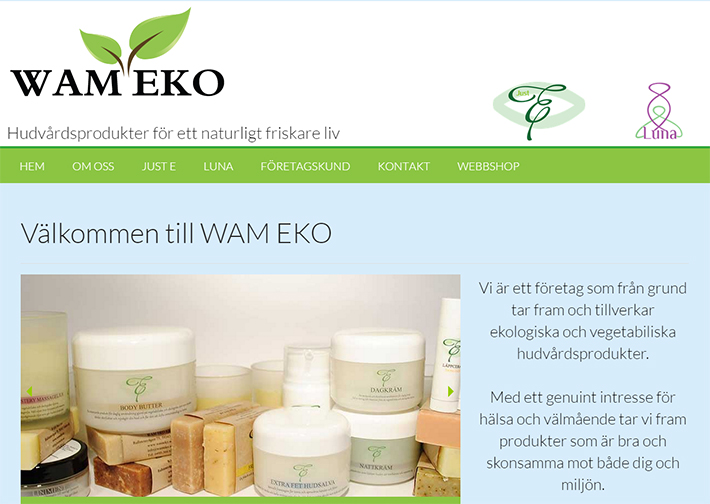 WAM EKO
Just E
Luna
Hudvårdsprodukter för ett naturligt friskare liv
HEM OM OSS JUST E LUNA FÖRETAGSKUND KONTAKT WEBBSHOP
Välkommen till WAM EKO
Vi är ett företag som från grund
tar fram och tillverkar
ekologiska och vegetabiliska
hudvårdsprodukter.
Med ett genuint intresse för
hälsa och välmående tar vi fram
produkter som är bra och
skonsamma mot både dig och
miljön.
BODY BUTTER
DAGKRÄM
EXTRA FET HUDSALVA
NATTKRÄM